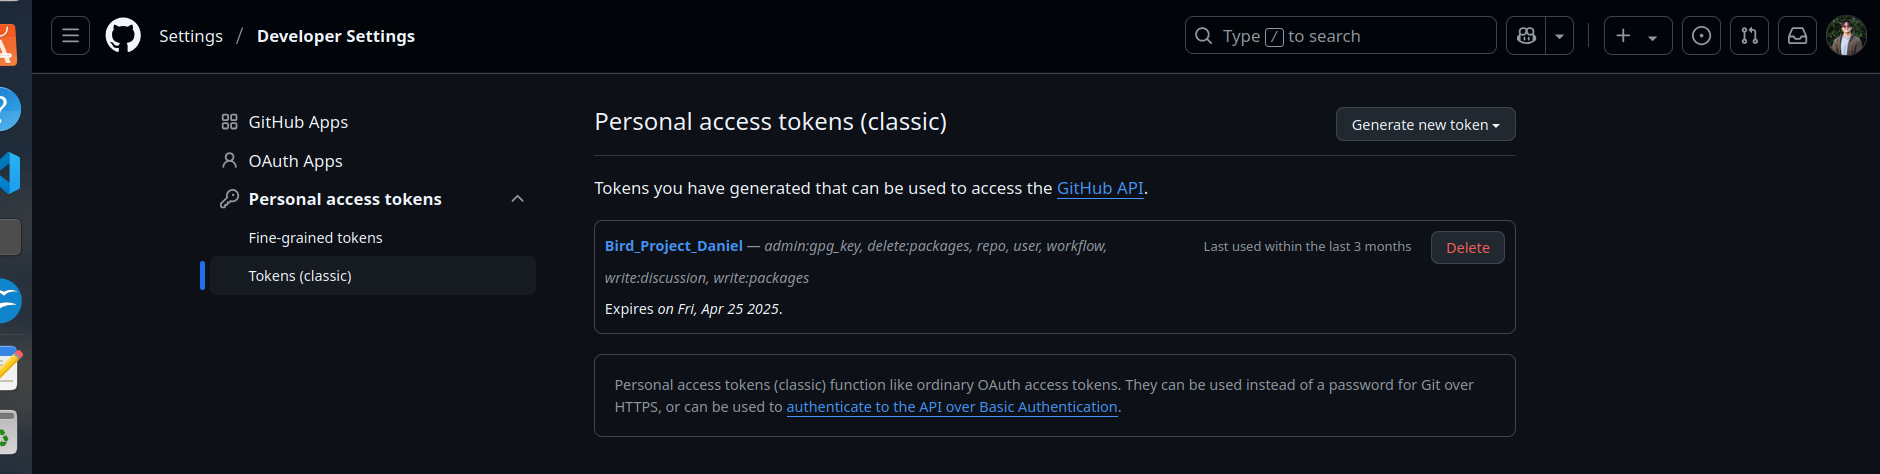 Settings / Developer Settings
Type / to search
GitHub Apps
OAuth Apps
Personal access tokens
Fine-grained tokens
Tokens (classic)
Personal access tokens (classic)
Generate new token
Tokens you have generated that can be used to access the GitHub API.
Bird_Project_Daniel — admin:gpg_key, delete:packages, repo, user, workflow,
write:discussion, write:packages
Last used within the last 3 months
Delete
Expires on Fri, Apr 25 2025.
Personal access tokens (classic) function like ordinary OAuth access tokens. They can be used instead of a password for Git over
HTTPS, or can be used to authenticate to the API over Basic Authentication.